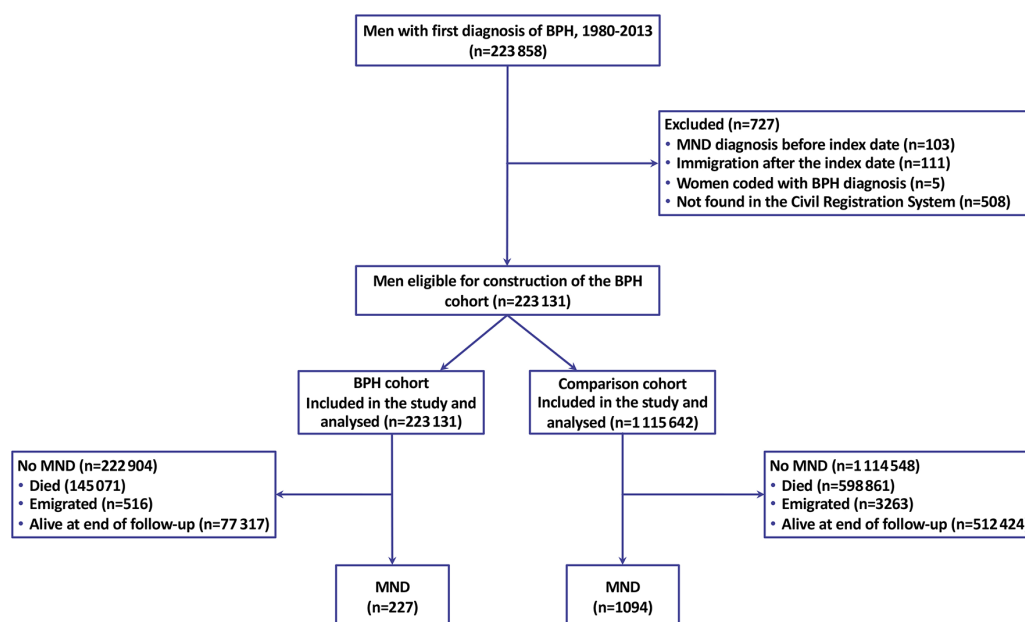 Men with first diagnosis of BPH, 1980-2013
(n=223 858)
Excluded (n=727)
• MND diagnosis before index date (n=103)
• Immigration after the index date (n=111)
• Women coded with BPH diagnosis (n=5)
• Not found in the Civil Registration System (n=508)
Men eligible for construction of the BPH
cohort (n=223 131)
BPH cohort
Included in the study and
analysed (n=223 131)
Comparison cohort
Included in the study and
analysed (n=1 115 642)
No MND (n=222 904)
• Died (145 071)
• Emigrated (n=516)
• Alive at end of follow-up (n=77 317)
No MND (n=1 114 548)
• Died (n=598 861)
• Emigrated (n=3263)
• Alive at end of follow-up (n=512 424
MND
(n=227)
MND
(n=1094)